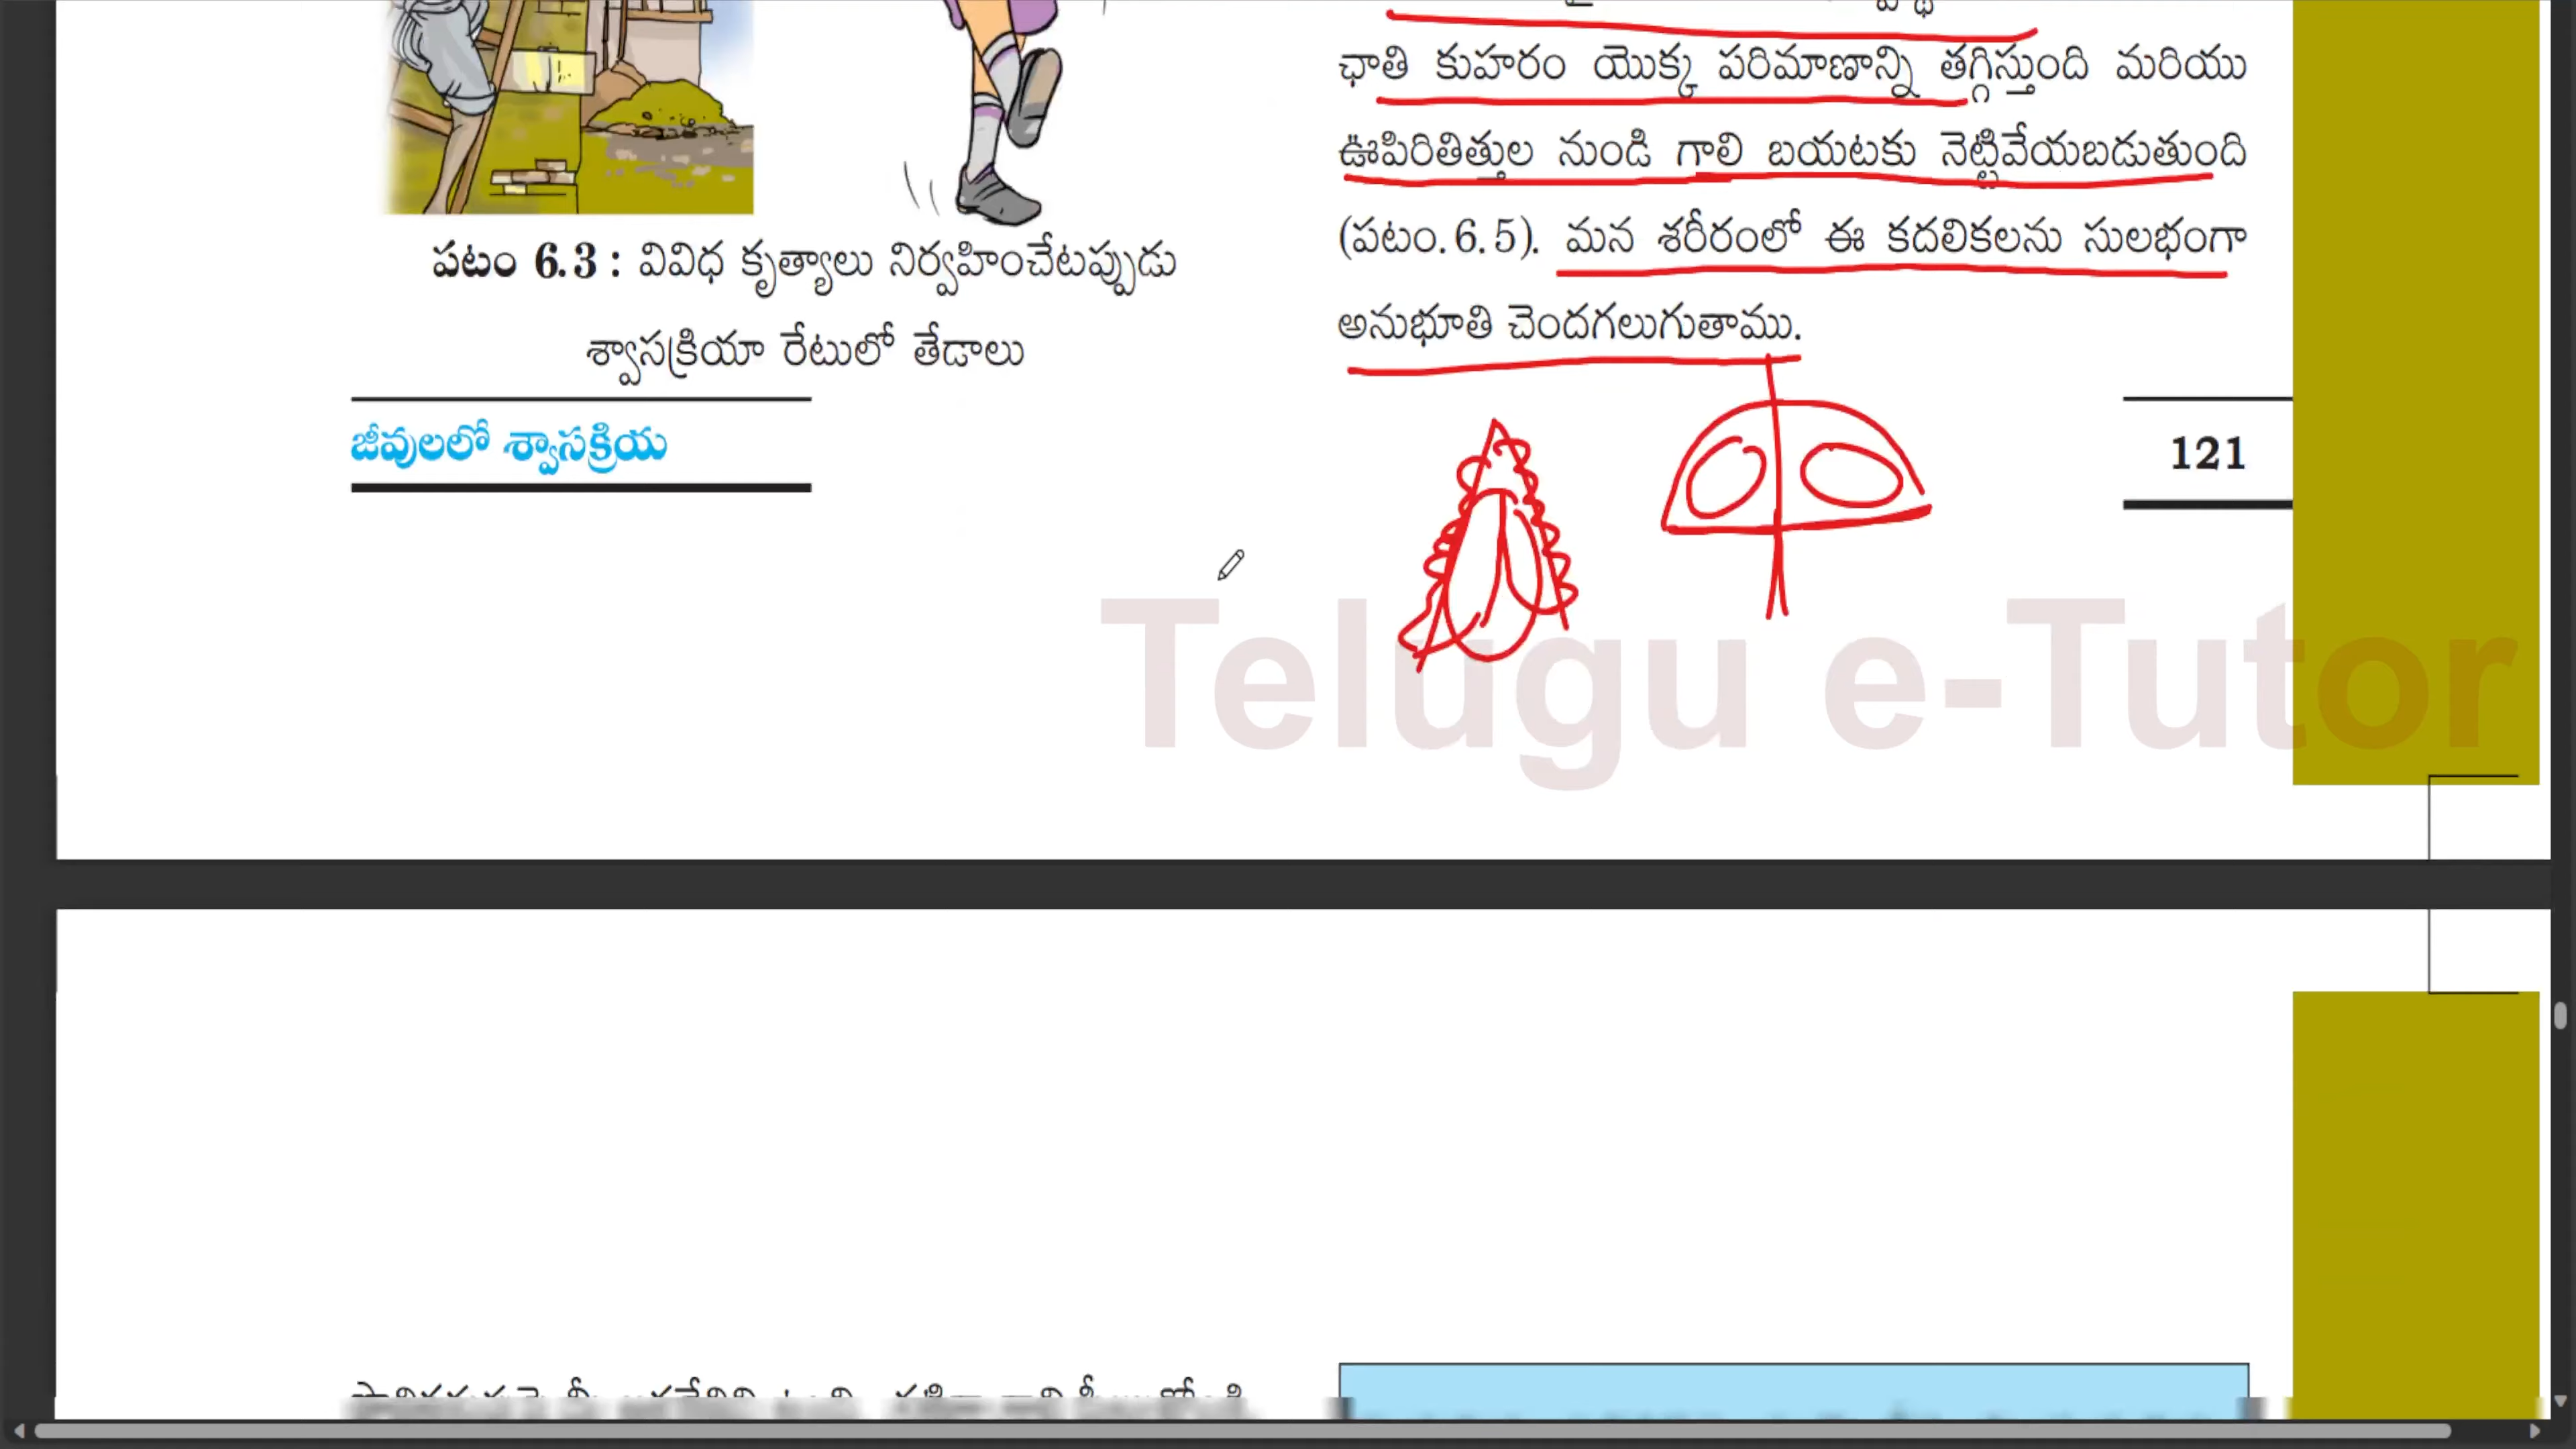 ఛాతి కుహరం యొక్క పరిమాణాన్ని తగ్గిస్తుంది మరియు
ఊపిరితిత్తుల నుండి గాలి బయటకు నెట్టివేయబడుతుంది
(పటం.6.5). మన శరీరంలో ఈ కదలికలను సులభంగా
అనుభూతి చెందగలుగుతాము.
పటం 6.3 : వివిధ కృత్యాలు నిర్వహించేటప్పుడు
శ్వాసక్రియా రేటులో తేడాలు
జీవులలో శ్వాసక్రియ
121
Telugu e-Tutor